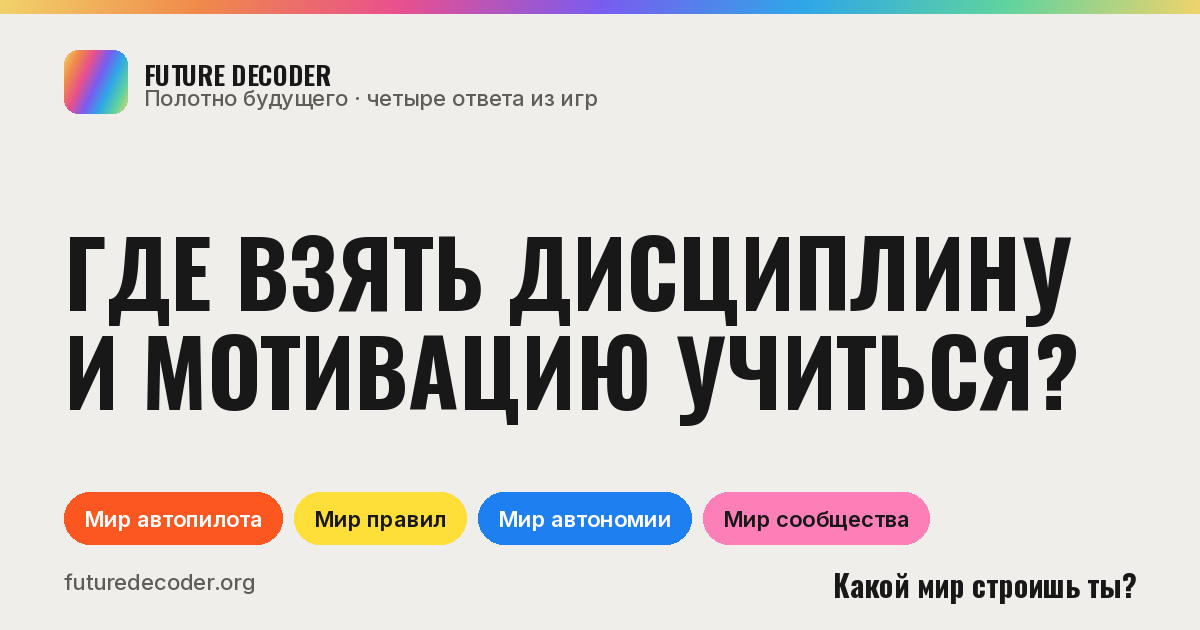 FUTURE DECODER
Полотно будущего · четыре ответа из игр
ГДЕ ВЗЯТЬ ДИСЦИПЛИНУ
И МОТИВАЦИЮ УЧИТЬСЯ?
Мир автопилота Мир правил Мир автономии Мир сообщества
futuredecoder.org
Какой мир строишь ты?